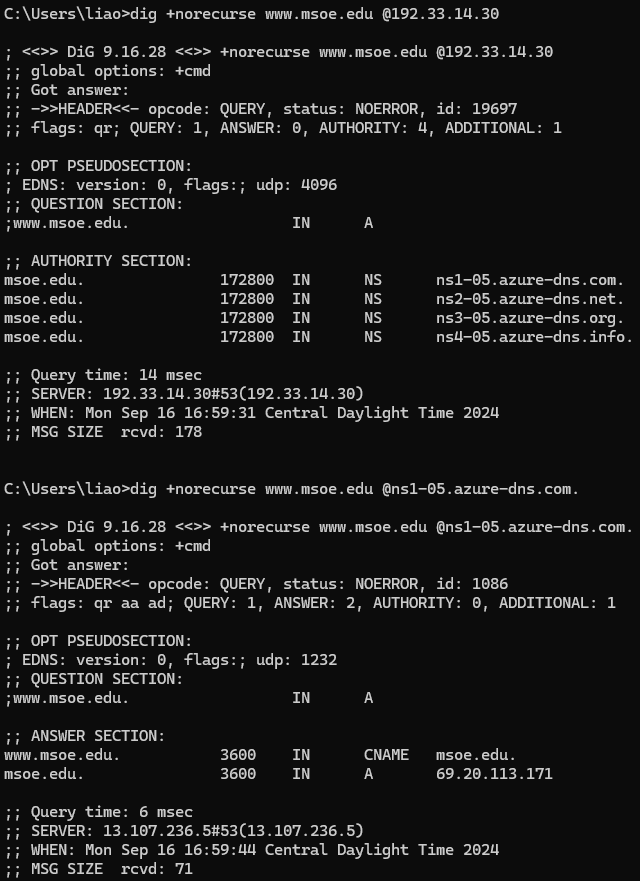 C:\Users\liao>dig +norecurse www.msoe.edu @192.33.14.30
; <<>> DiG 9.16.28 <<>> +norecurse www.msoe.edu @192.33.14.30
;; global options: +cmd
;; Got answer:
;; ->>HEADER<<- opcode: QUERY, status: NOERROR, id: 19697
;; flags: qr; QUERY: 1, ANSWER: 0, AUTHORITY: 4, ADDITIONAL: 1
;; OPT PSEUDOSECTION:
; EDNS: version: 0, flags:; udp: 4096
;; QUESTION SECTION:
;www.msoe.edu. IN A
;; AUTHORITY SECTION:
msoe.edu. 172800 IN NS ns1-05.azure-dns.com.
msoe.edu. 172800 IN NS ns2-05.azure-dns.net.
msoe.edu. 172800 IN NS ns3-05.azure-dns.org.
msoe.edu. 172800 IN NS ns4-05.azure-dns.info.
;; Query time: 14 msec
;; SERVER: 192.33.14.30#53(192.33.14.30)
;; WHEN: Mon Sep 16 16:59:31 Central Daylight Time 2024
;; MSG SIZE rcvd: 178
C:\Users\liao>dig +norecurse www.msoe.edu @ns1-05.azure-dns.com.
; <<>> DiG 9.16.28 <<>> +norecurse www.msoe.edu @ns1-05.azure-dns.com.
;; global options: +cmd
;; Got answer:
;; ->>HEADER<<- opcode: QUERY, status: NOERROR, id: 1086
;; flags: qr aa ad; QUERY: 1, ANSWER: 2, AUTHORITY: 0, ADDITIONAL: 1
;; OPT PSEUDOSECTION:
; EDNS: version: 0, flags:; udp: 1232
;; QUESTION SECTION:
;www.msoe.edu. IN A
;; ANSWER SECTION:
www.msoe.edu. 3600 IN CNAME msoe.edu.
msoe.edu. 3600 IN A 69.20.113.171
;; Query time: 6 msec
;; SERVER: 13.107.236.5#53(13.107.236.5)
;; WHEN: Mon Sep 16 16:59:44 Central Daylight Time 2024
;; MSG SIZE rcvd: 71